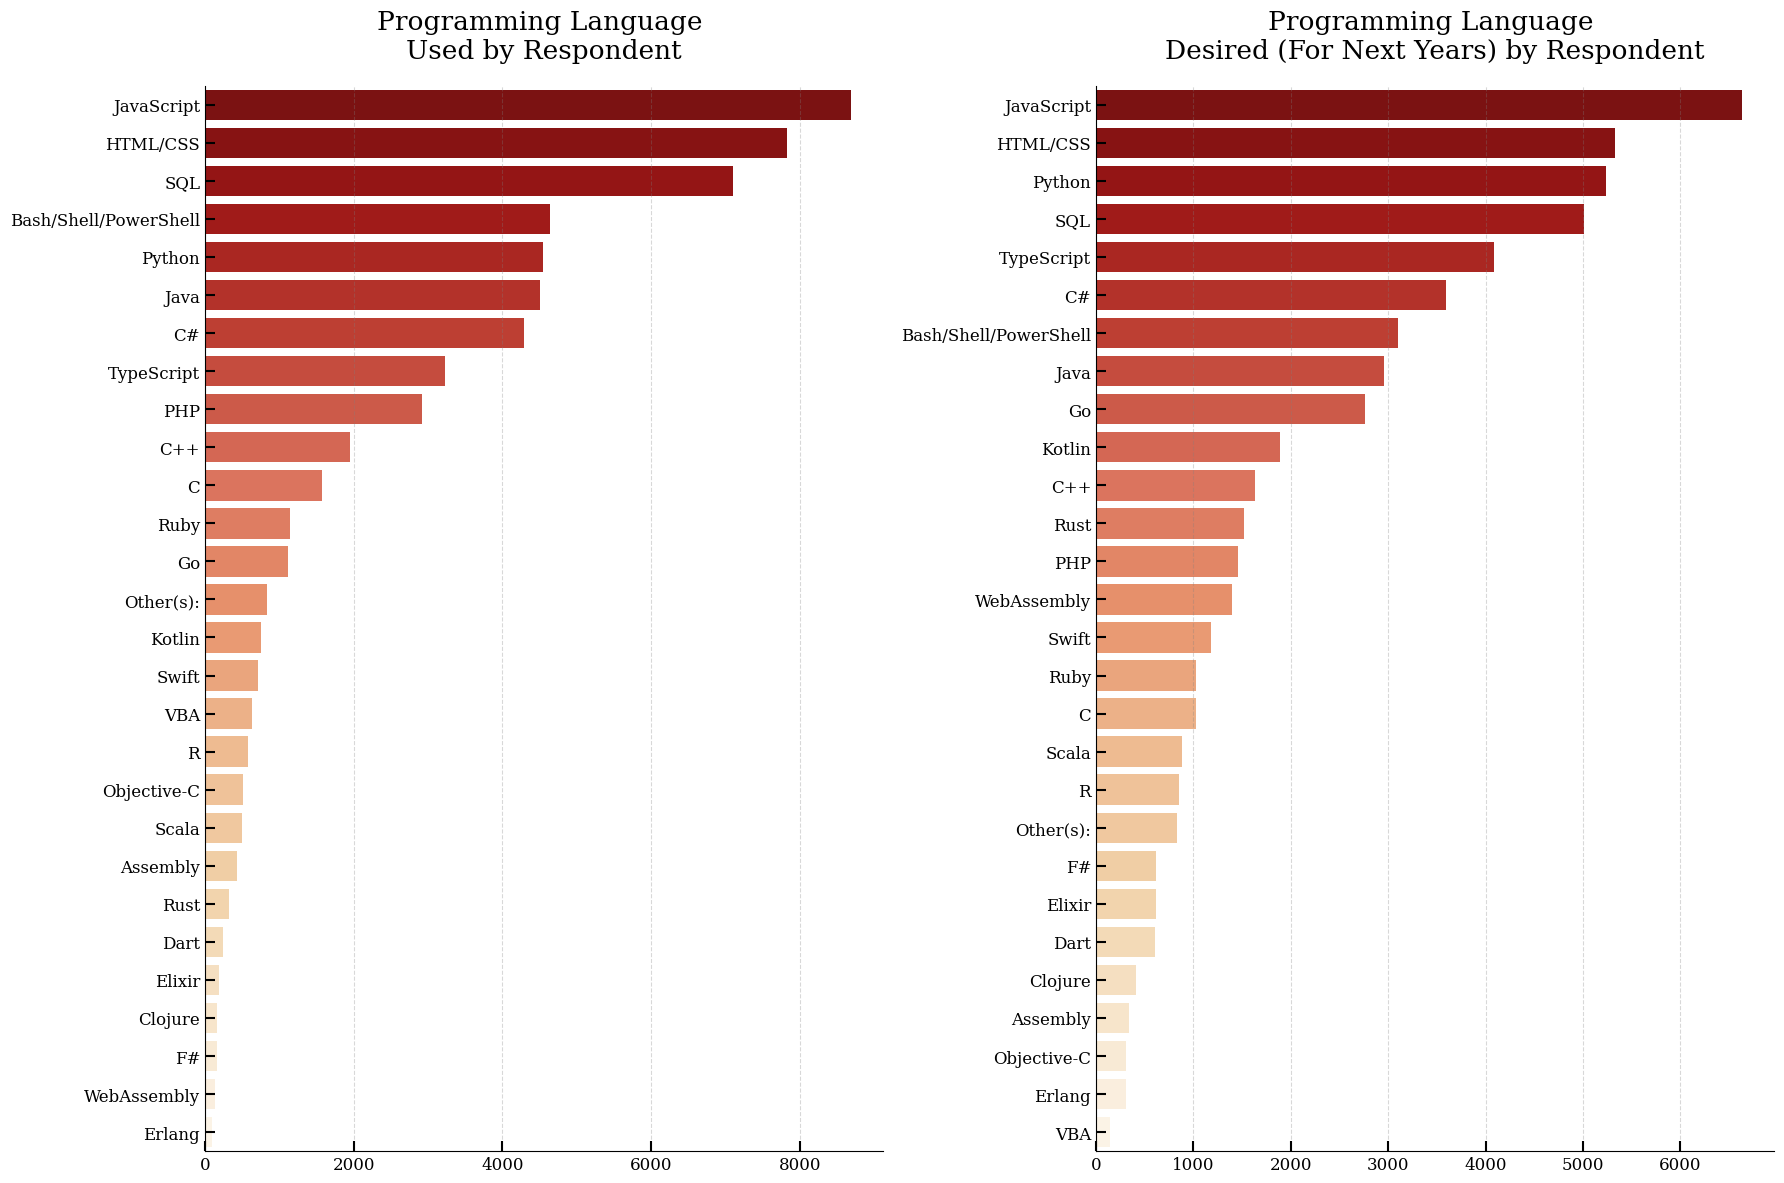 Programming Language
Used by Respondent
JavaScript
HTML/CSS
SQL
Bash/Shell/PowerShell
Python
Java
C#
TypeScript
PHP
C++
C
Ruby
Go
Other(s):
Kotlin
Swift
VBA
R
Objective-C
Scala
Assembly
Rust
Dart
Elixir
Clojure
F#
WebAssembly
Erlang
0 2000 4000 6000 8000
Programming Language
Desired (For Next Years) by Respondent
JavaScript
HTML/CSS
Python
SQL
TypeScript
C#
Bash/Shell/PowerShell
Java
Go
Kotlin
C++
Rust
PHP
WebAssembly
Swift
Ruby
C
Scala
R
Other(s):
F#
Elixir
Dart
Clojure
Assembly
Objective-C
Erlang
VBA
0 1000 2000 3000 4000 5000 6000